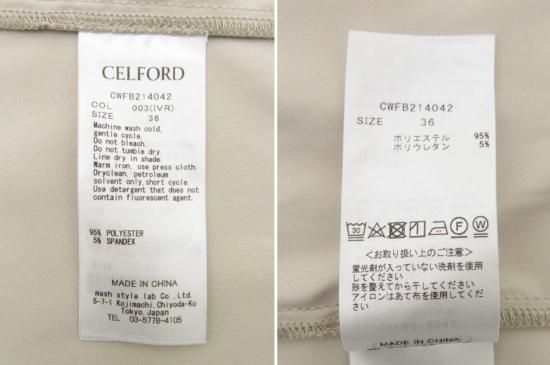 CELFORD
CWFB214042
COL 003(IVR)
SIZE 36
Machine wash cold,
gentle cycle.
Do not bleach.
Do not tumble dry.
Line dry in shade.
Warm iron, use press cloth.
Dryclean, petroleum
solvent only, short cycle.
Use detergent that does not
contain fluorescent agent.
95% POLYESTER
5% SPANDEX
MADE IN CHINA
mash style lab Co., Ltd.
5-7-1 Kojimachi, Chiyoda-Ku
Tokyo, Japan
TEL 03-5778-4105
CWFB214042
SIZE 36
ポリエステル 95%
ポリウレタン 5%
30
F
W
<お取り扱い上のご注意>
蛍光剤が入っていない洗剤を使用
してください
形を整えてから干してください
アイロンはあて布を使用してくだ
さい
MADE IN CHINA